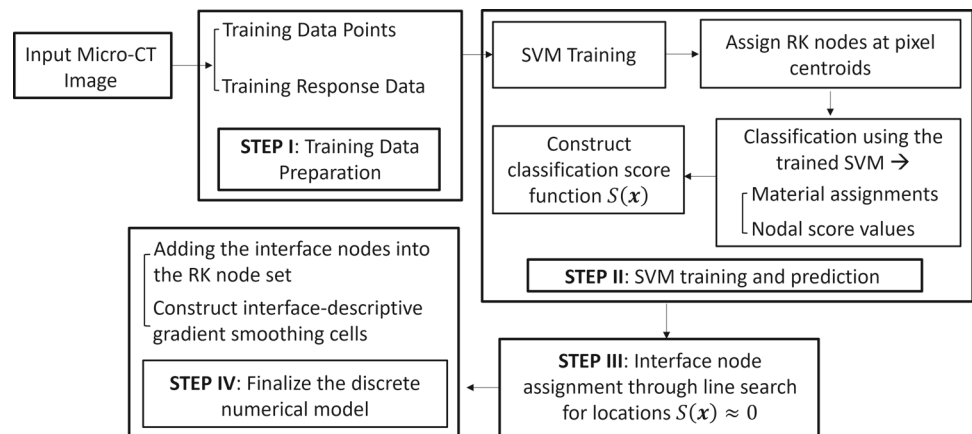 Input Micro-CT
Image
Training Data Points
Training Response Data
STEP I: Training Data
Preparation
SVM Training
Assign RK nodes at pixel
centroids
Classification using the
trained SVM →
Material assignments
Nodal score values
Construct
classification score
function S(x)
STEP II: SVM training and prediction
STEP III: Interface node
assignment through line search
for locations S(x) ≈ 0
Adding the interface nodes into
the RK node set
Construct interface-descriptive
gradient smoothing cells
STEP IV: Finalize the discrete
numerical model